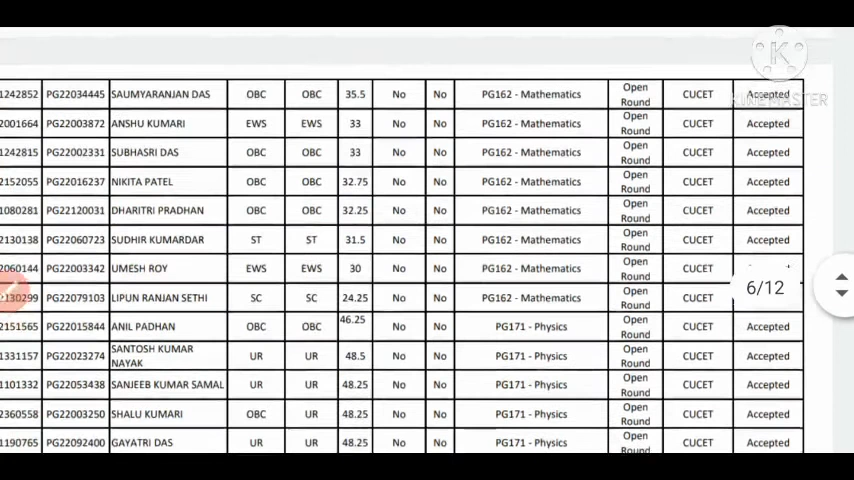 1242852 PG22034445 SAUMYARANJAN DAS OBC OBC 35.5 No No PG162 - Mathematics Open Round CUCET Accepted
2001664 PG22003872 ANSHU KUMARI EWS EWS 33 No No PG162 - Mathematics Open Round CUCET Accepted
1242815 PG22002331 SUBHASRI DAS OBC OBC 33 No No PG162 - Mathematics Open Round CUCET Accepted
2152055 PG22016237 NIKITA PATEL OBC OBC 32.75 No No PG162 - Mathematics Open Round CUCET Accepted
1080281 PG22120031 DHARITRI PRADHAN OBC OBC 32.25 No No PG162 - Mathematics Open Round CUCET Accepted
2130138 PG22060723 SUDHIR KUMARDAR ST ST 31.5 No No PG162 - Mathematics Open Round CUCET Accepted
2060144 PG22003342 UMESH ROY EWS EWS 30 No No PG162 - Mathematics Open Round CUCET
130299 PG22079103 LIPUN RANJAN SETHI SC SC 24.25 No No PG162 - Mathematics Open Round CUCET Accepted
2151565 PG22015844 ANIL PADHAN OBC OBC 46.25 No No PG171 - Physics Open Round CUCET Accepted
1331157 PG22023274 SANTOSH KUMAR NAYAK UR UR 48.5 No No PG171 - Physics Open Round CUCET Accepted
1101332 PG22053438 SANJEEB KUMAR SAMAL UR UR 48.25 No No PG171 - Physics Open Round CUCET Accepted
2360558 PG22003250 SHALU KUMARI OBC UR 48.25 No No PG171 - Physics Open Round CUCET Accepted
1190765 PG22092400 GAYATRI DAS UR UR 48.25 No No PG171 - Physics Open Round CUCET Accepted
6/12
K
KINEMASTER